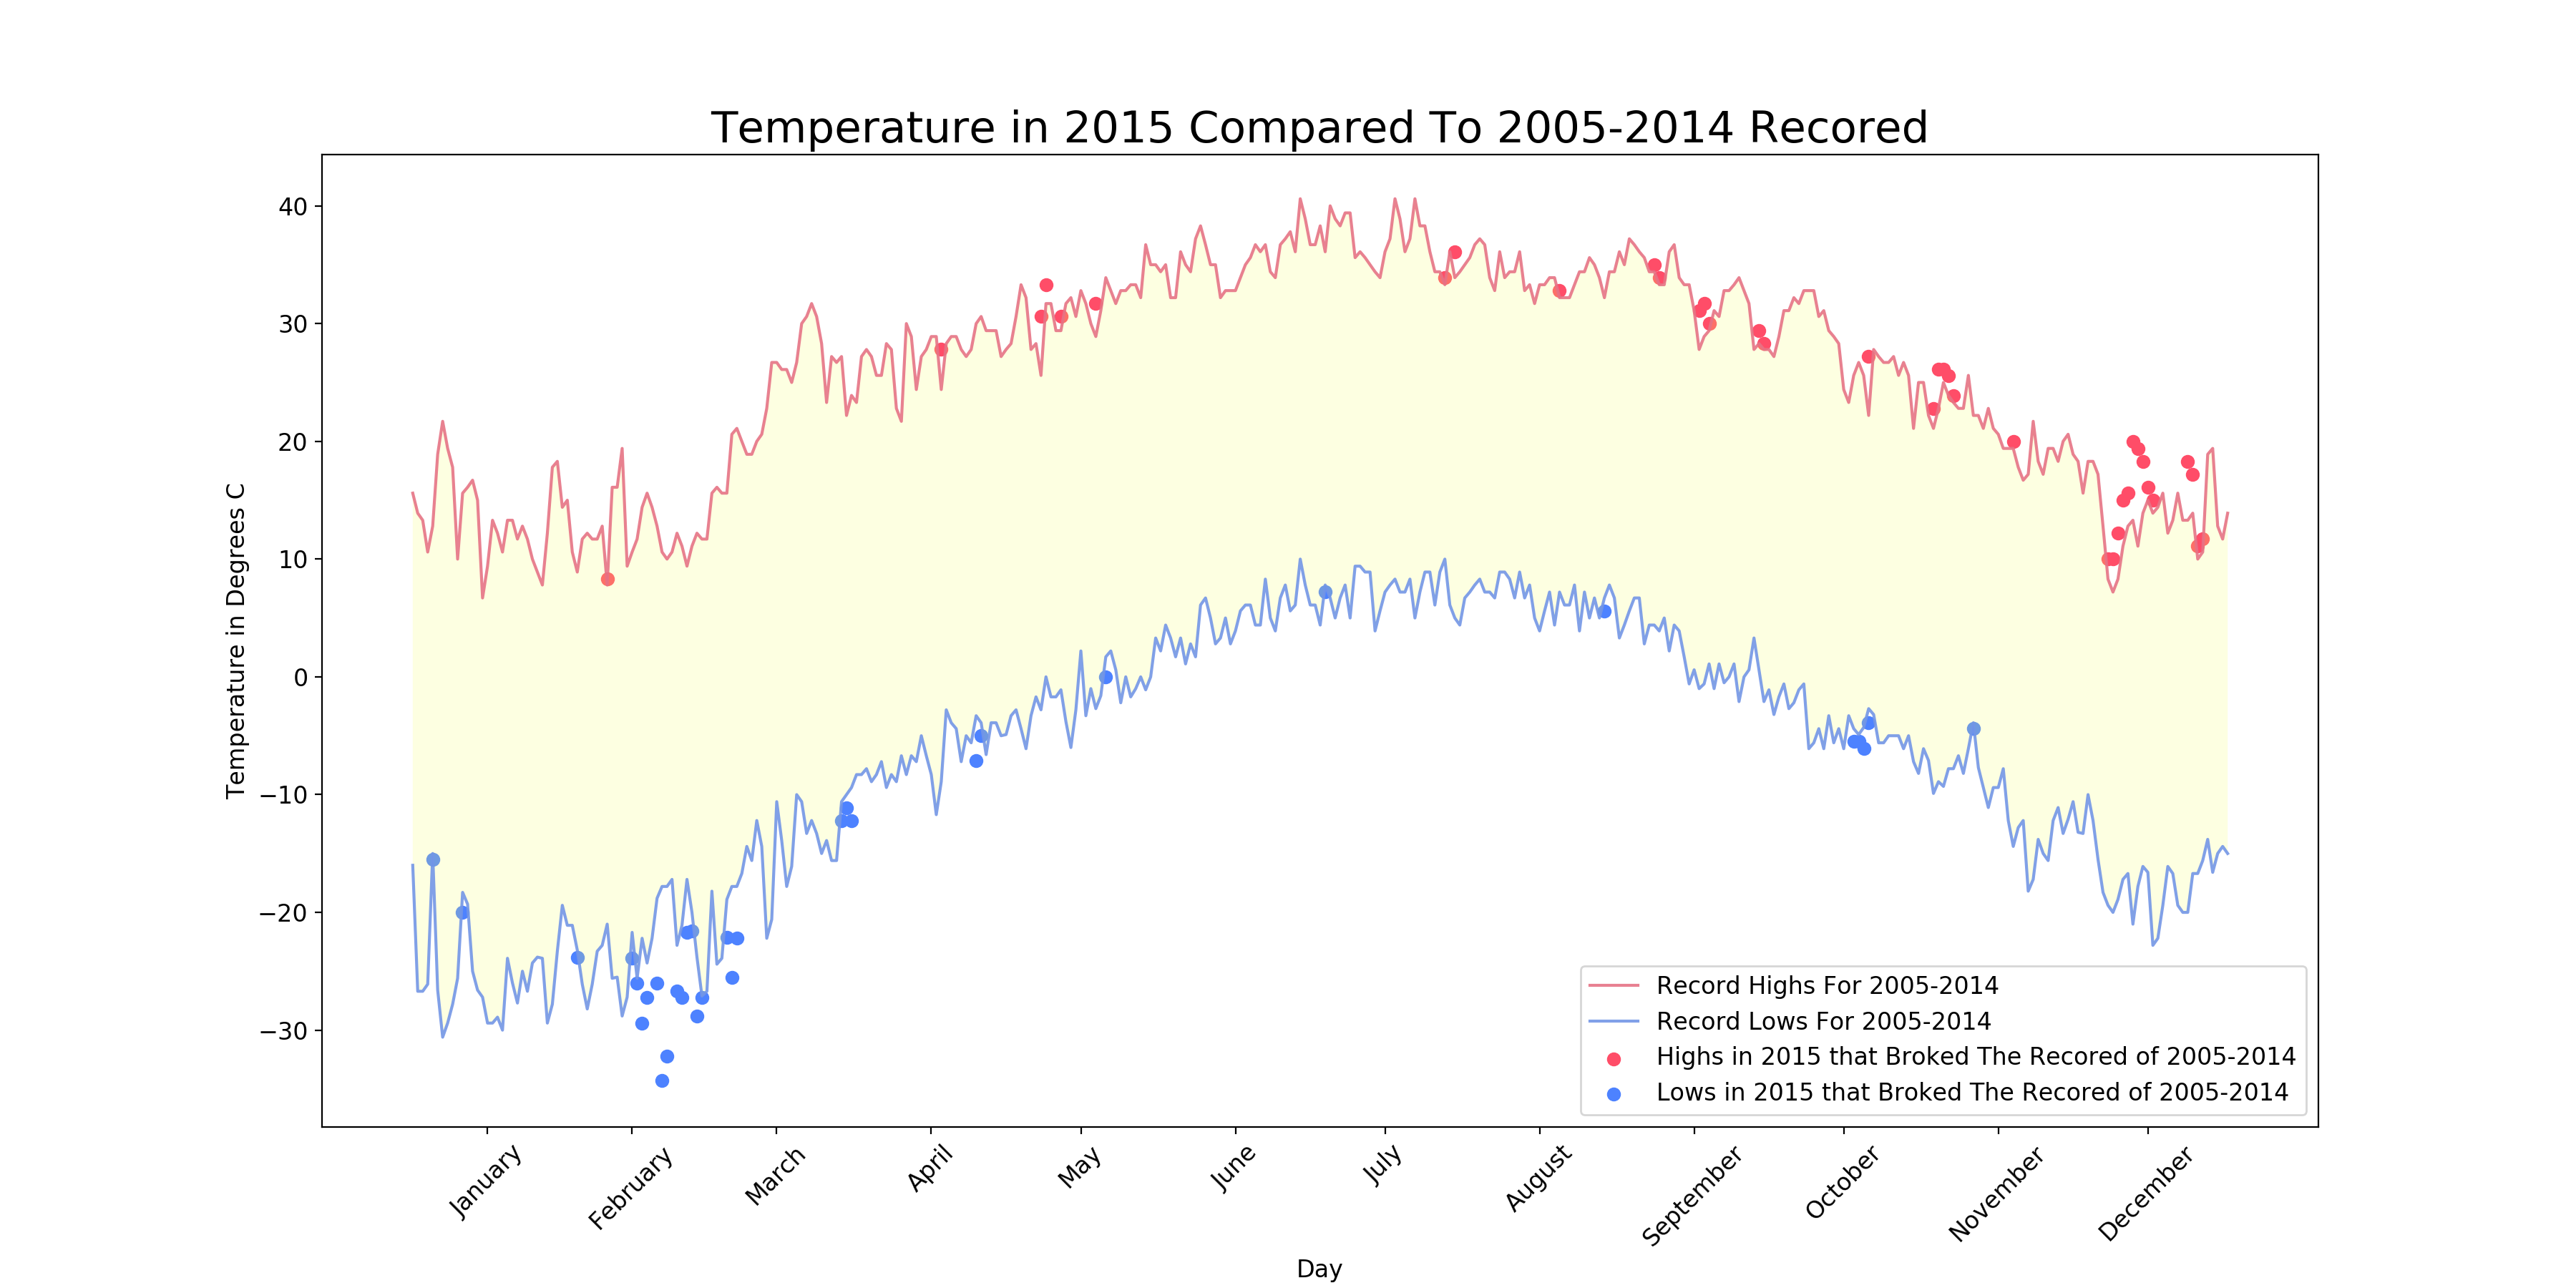 Temperature in 2015 Compared To 2005-2014 Recored
Temperature in Degrees C
40
30
20
10
0
−10
−20
−30
Record Highs For 2005-2014
Record Lows For 2005-2014
Highs in 2015 that Broked The Recored of 2005-2014
Lows in 2015 that Broked The Recored of 2005-2014
January
February
March
April
May
June
July
August
September
October
November
December
Day